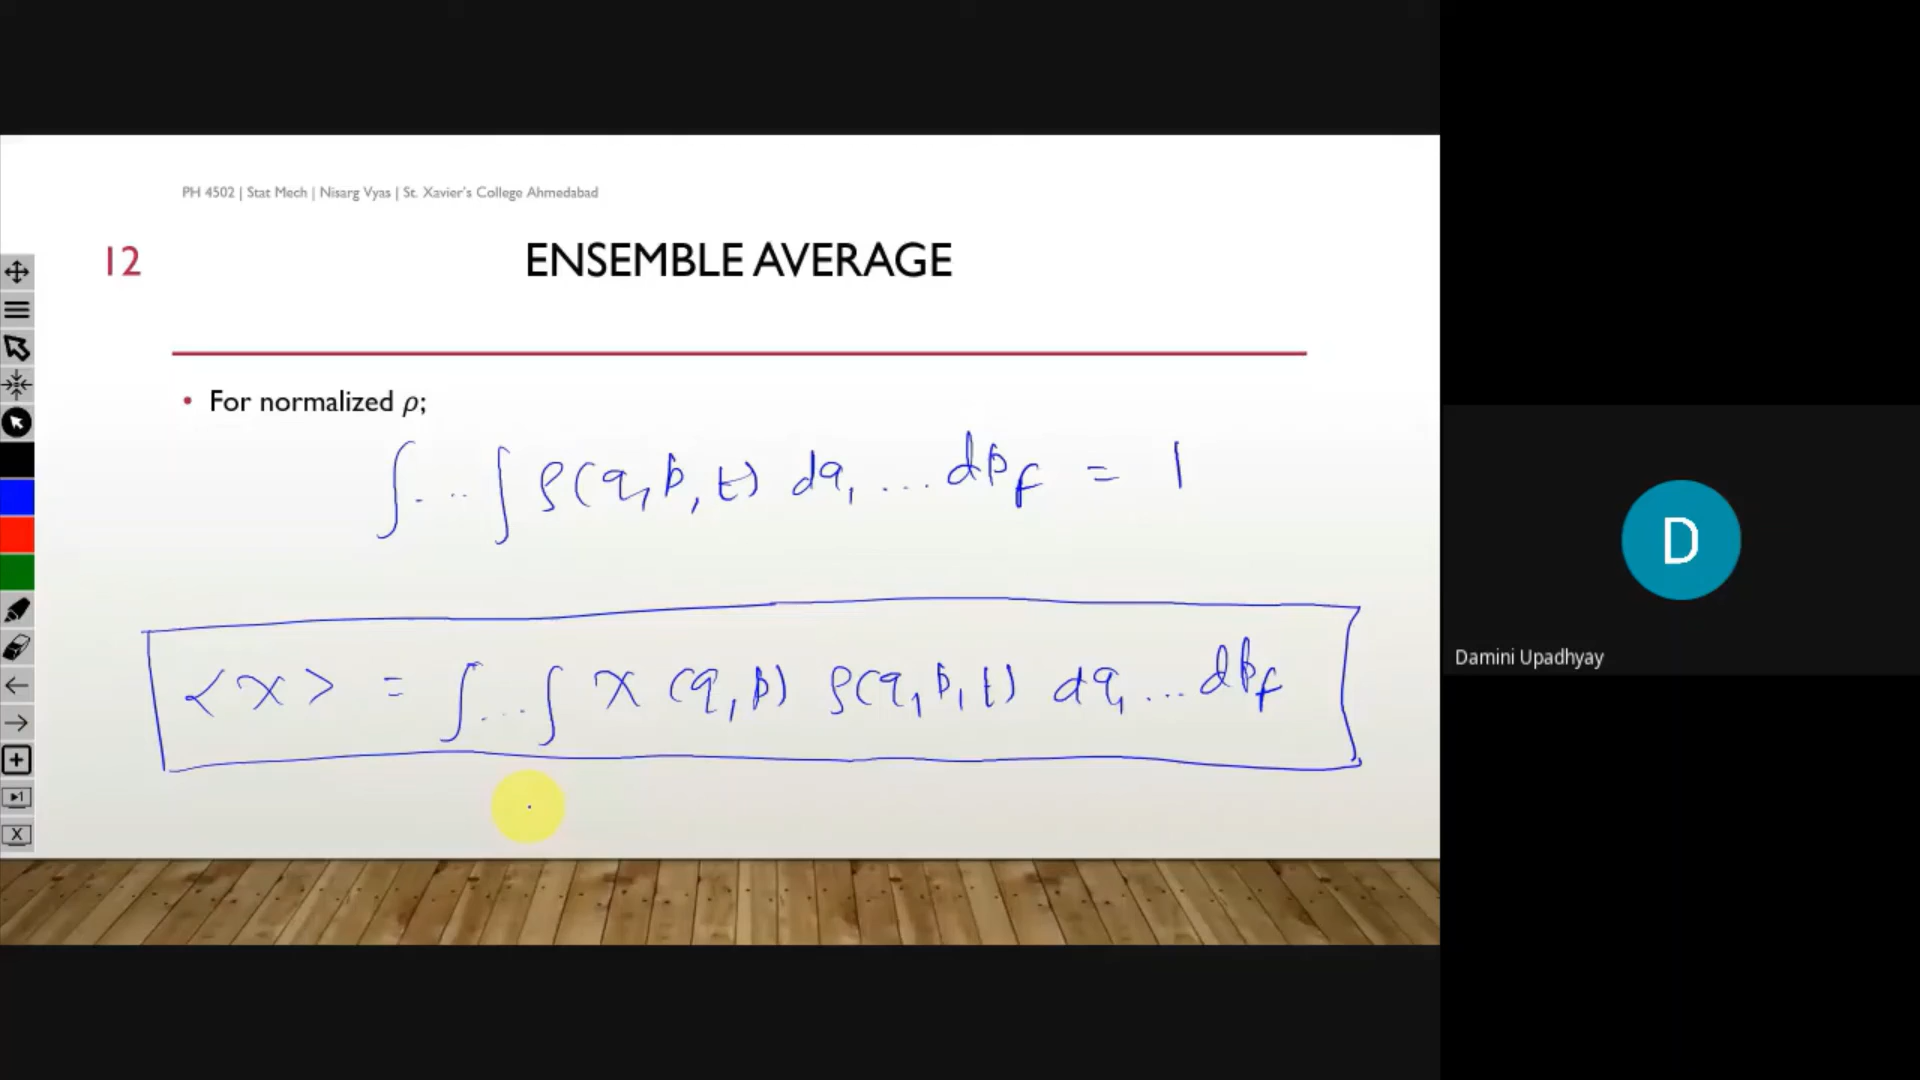 PH 4502 | Stat Mech | Nisarg Vyas | St. Xavier's College Ahmedabad
12
ENSEMBLE AVERAGE
• For normalized ρ;
∫...∫ ρ(q, p, t) dq₁ ... dp_f = 1
<x> = ∫...∫ x (q, p) ρ(q, p, t) dq₁ ... dp_f
D
Damini Upadhyay